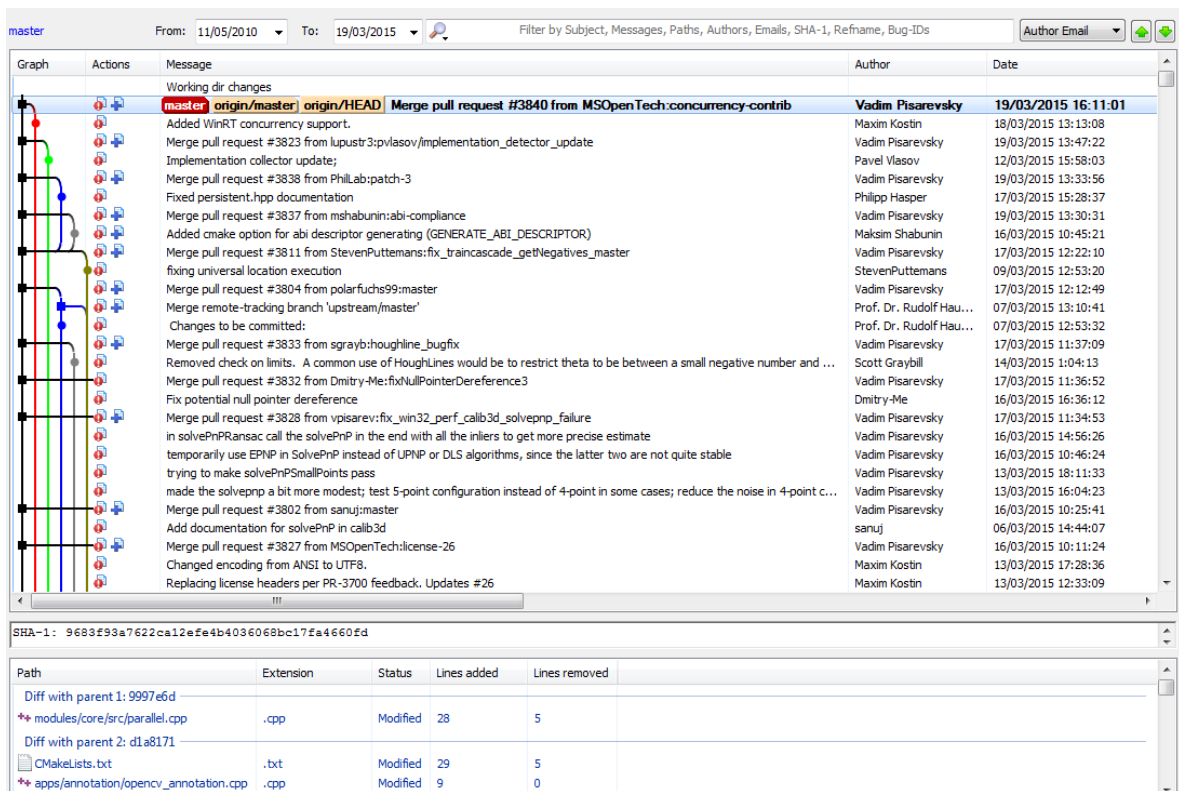 master From: 11/05/2010 To: 19/03/2015 Filter by Subject, Messages, Paths, Authors, Emails, SHA-1, Refname, Bug-IDs Author Email
Graph Actions Message Author Date
Working dir changes
master origin/master origin/HEAD Merge pull request #3840 from MSOpenTech:concurrency-contrib Vadim Pisarevsky 19/03/2015 16:11:01
Added WinRT concurrency support. Maxim Kostin 18/03/2015 13:13:08
Merge pull request #3823 from lupustr3:pvlasov/implementation_detector_update Vadim Pisarevsky 19/03/2015 13:47:22
Implementation collector update; Pavel Vlasov 12/03/2015 15:58:03
Merge pull request #3838 from PhilLab:patch-3 Vadim Pisarevsky 19/03/2015 13:33:56
Fixed persistent.hpp documentation Philipp Hasper 17/03/2015 15:28:37
Merge pull request #3837 from mshabunin:abi-compliance Vadim Pisarevsky 19/03/2015 13:30:31
Added cmake option for abi descriptor generating (GENERATE_ABI_DESCRIPTOR) Maksim Shabunin 16/03/2015 10:45:21
Merge pull request #3811 from StevenPuttemans:fix_traincascade_getNegatives_master Vadim Pisarevsky 17/03/2015 12:22:10
fixing universal location execution StevenPuttemans 09/03/2015 12:53:20
Merge pull request #3804 from polarfuchs99:master Vadim Pisarevsky 17/03/2015 12:12:49
Merge remote-tracking branch 'upstream/master' Prof. Dr. Rudolf Hau... 07/03/2015 13:10:41
Changes to be committed: Prof. Dr. Rudolf Hau... 07/03/2015 12:53:32
Merge pull request #3833 from sgrayb:houghline_bugfix Vadim Pisarevsky 17/03/2015 11:37:09
Removed check on limits. A common use of HoughLines would be to restrict theta to be between a small negative number and ... Scott Graybill 14/03/2015 1:04:13
Merge pull request #3832 from Dmitry-Me:fixNullPointerDereference3 Vadim Pisarevsky 17/03/2015 11:36:52
Fix potential null pointer dereference Dmitry-Me 16/03/2015 16:36:12
Merge pull request #3828 from vpisarev:fix_win32_perf_calib3d_solvepnp_failure Vadim Pisarevsky 17/03/2015 11:34:53
in solvePnPRansac call the solvePnP in the end with all the inliers to get more precise estimate Vadim Pisarevsky 16/03/2015 14:56:26
temporarily use EPNP in SolvePnP instead of UPNP or DLS algorithms, since the latter two are not quite stable Vadim Pisarevsky 16/03/2015 10:46:24
trying to make solvePnPSmallPoints pass Vadim Pisarevsky 13/03/2015 18:11:33
made the solvepnp a bit more modest; test 5-point configuration instead of 4-point in some cases; reduce the noise in 4-point c... Vadim Pisarevsky 13/03/2015 16:04:23
Merge pull request #3802 from sanuj:master Vadim Pisarevsky 16/03/2015 10:25:41
Add documentation for solvePnP in calib3d sanuj 06/03/2015 14:44:07
Merge pull request #3827 from MSOpenTech:license-26 Vadim Pisarevsky 16/03/2015 10:11:24
Changed encoding from ANSI to UTF8. Maxim Kostin 13/03/2015 17:28:36
Replacing license headers per PR-3700 feedback. Updates #26 Maxim Kostin 13/03/2015 12:33:09
SHA-1: 9683f93a7622ca12efe4b4036068bc17fa4660fd
Path Extension Status Lines added Lines removed
Diff with parent 1: 9997e6d
modules/core/src/parallel.cpp .cpp Modified 28 5
Diff with parent 2: d1a8171
CMakeLists.txt .txt Modified 29 5
apps/annotation/opencv_annotation.cpp .cpp Modified 9 0